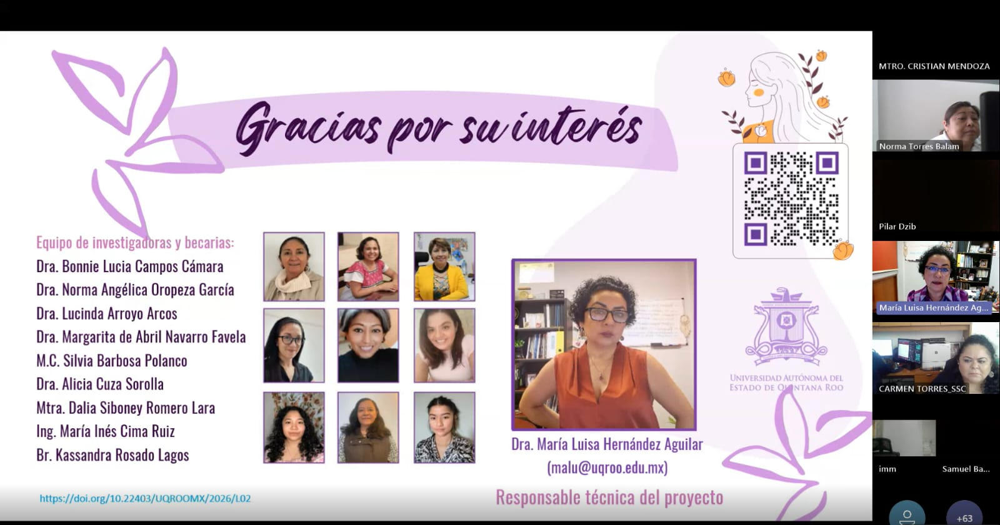 Gracias por su interés
Equipo de investigadoras y becarias:
Dra. Bonnie Lucia Campos Cámara
Dra. Norma Angélica Oropeza García
Dra. Lucinda Arroyo Arcos
Dra. Margarita de Abril Navarro Favela
M.C. Silvia Barbosa Polanco
Dra. Alicia Cuza Sorolla
Mtra. Dalia Siboney Romero Lara
Ing. María Inés Cima Ruiz
Br. Kassandra Rosado Lagos
https://doi.org/10.22403/UQROOMX/2026/L02
Dra. María Luisa Hernández Aguilar
(malu@uqroo.edu.mx)
Responsable técnica del proyecto
UNIVERSIDAD AUTÓNOMA DEL
ESTADO DE QUINTANA ROO
MTRO. CRISTIAN MENDOZA
Norma Torres Balam
Pilar Dzib
María Luisa Hernández Ag...
CARMEN TORRES_SSC
imm
Samuel Ba...
+63